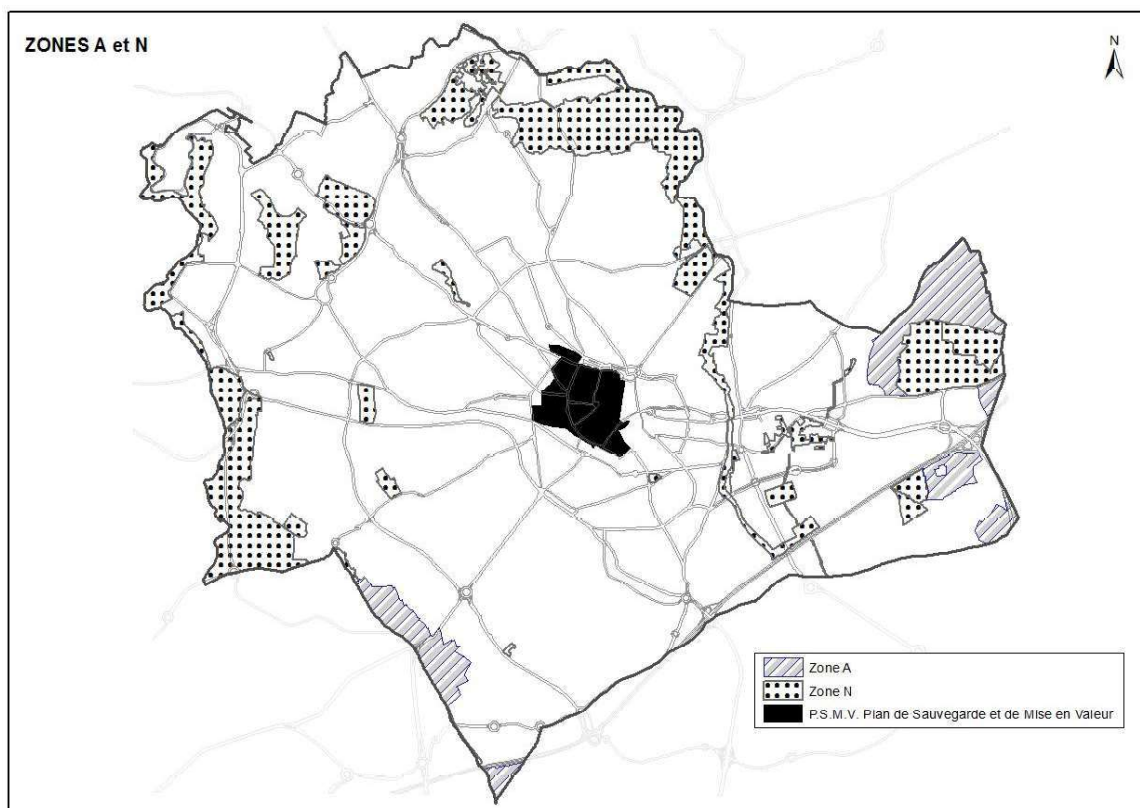 ZONES A et N
N
Zone A
Zone N
P.S.M.V. Plan de Sauvegarde et de Mise en Valeur